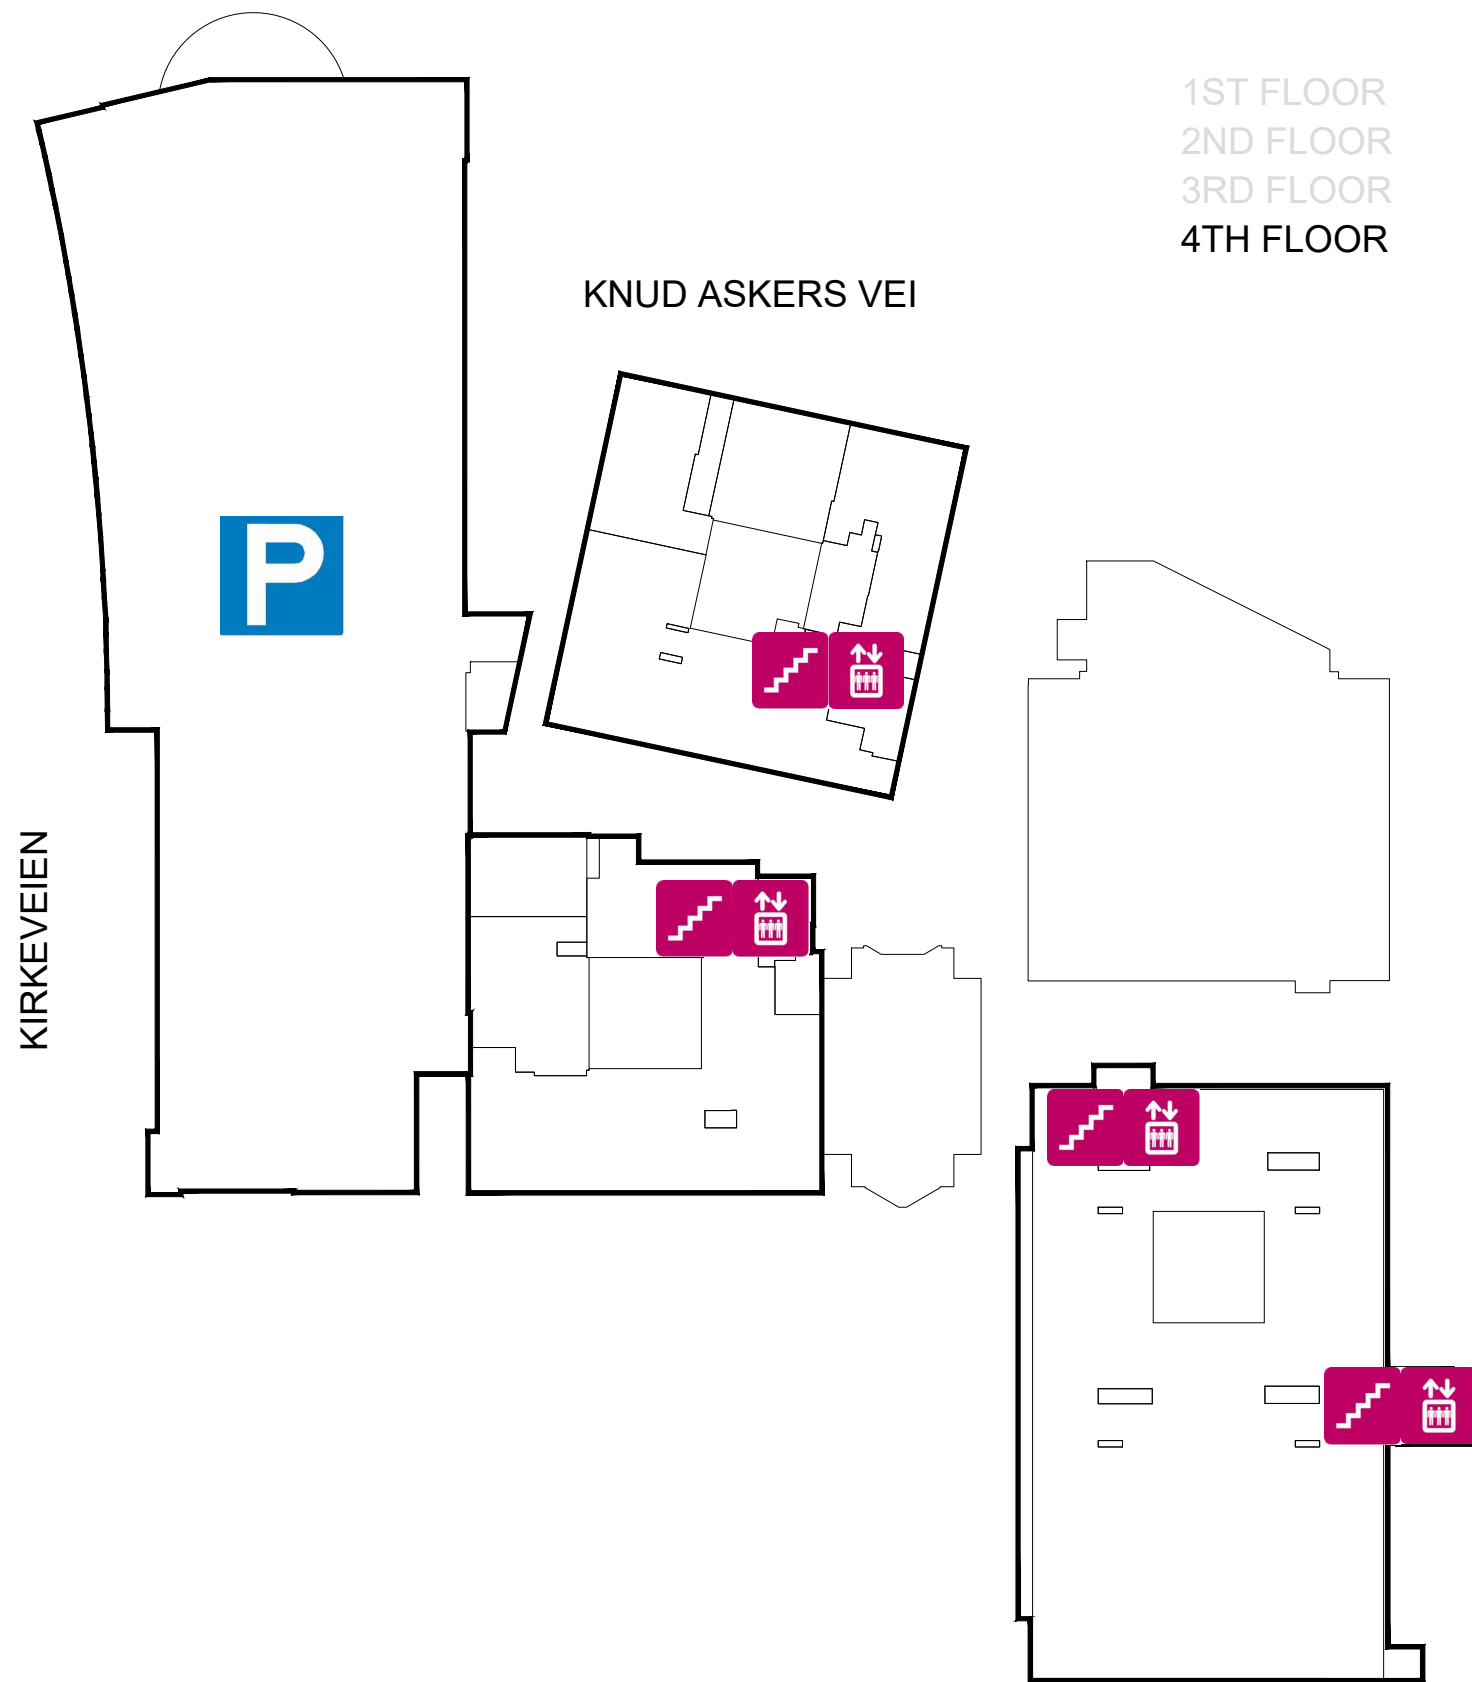 1ST FLOOR
2ND FLOOR
3RD FLOOR
4TH FLOOR
KNUD ASKERS VEI
P
KIRKEVEIEN